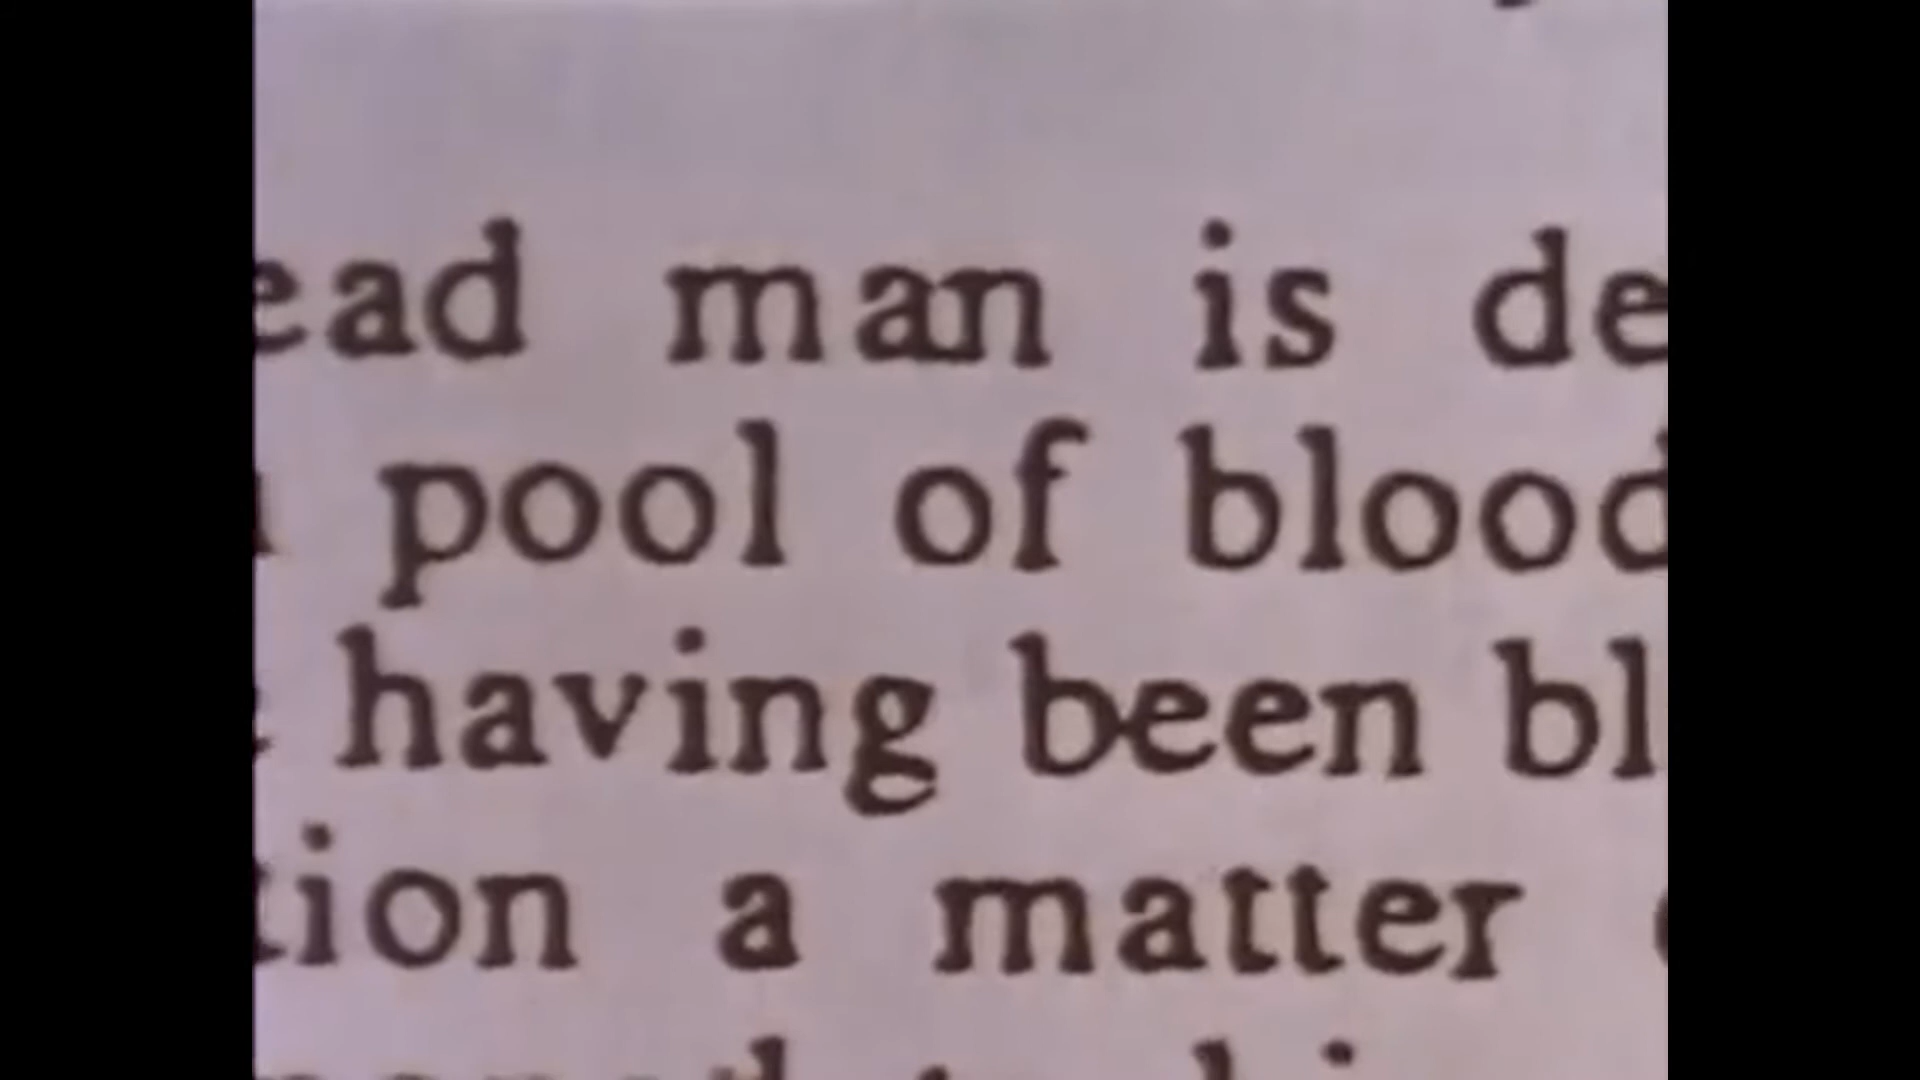 ead man is de
pool of blood
having been bl
tion a matter